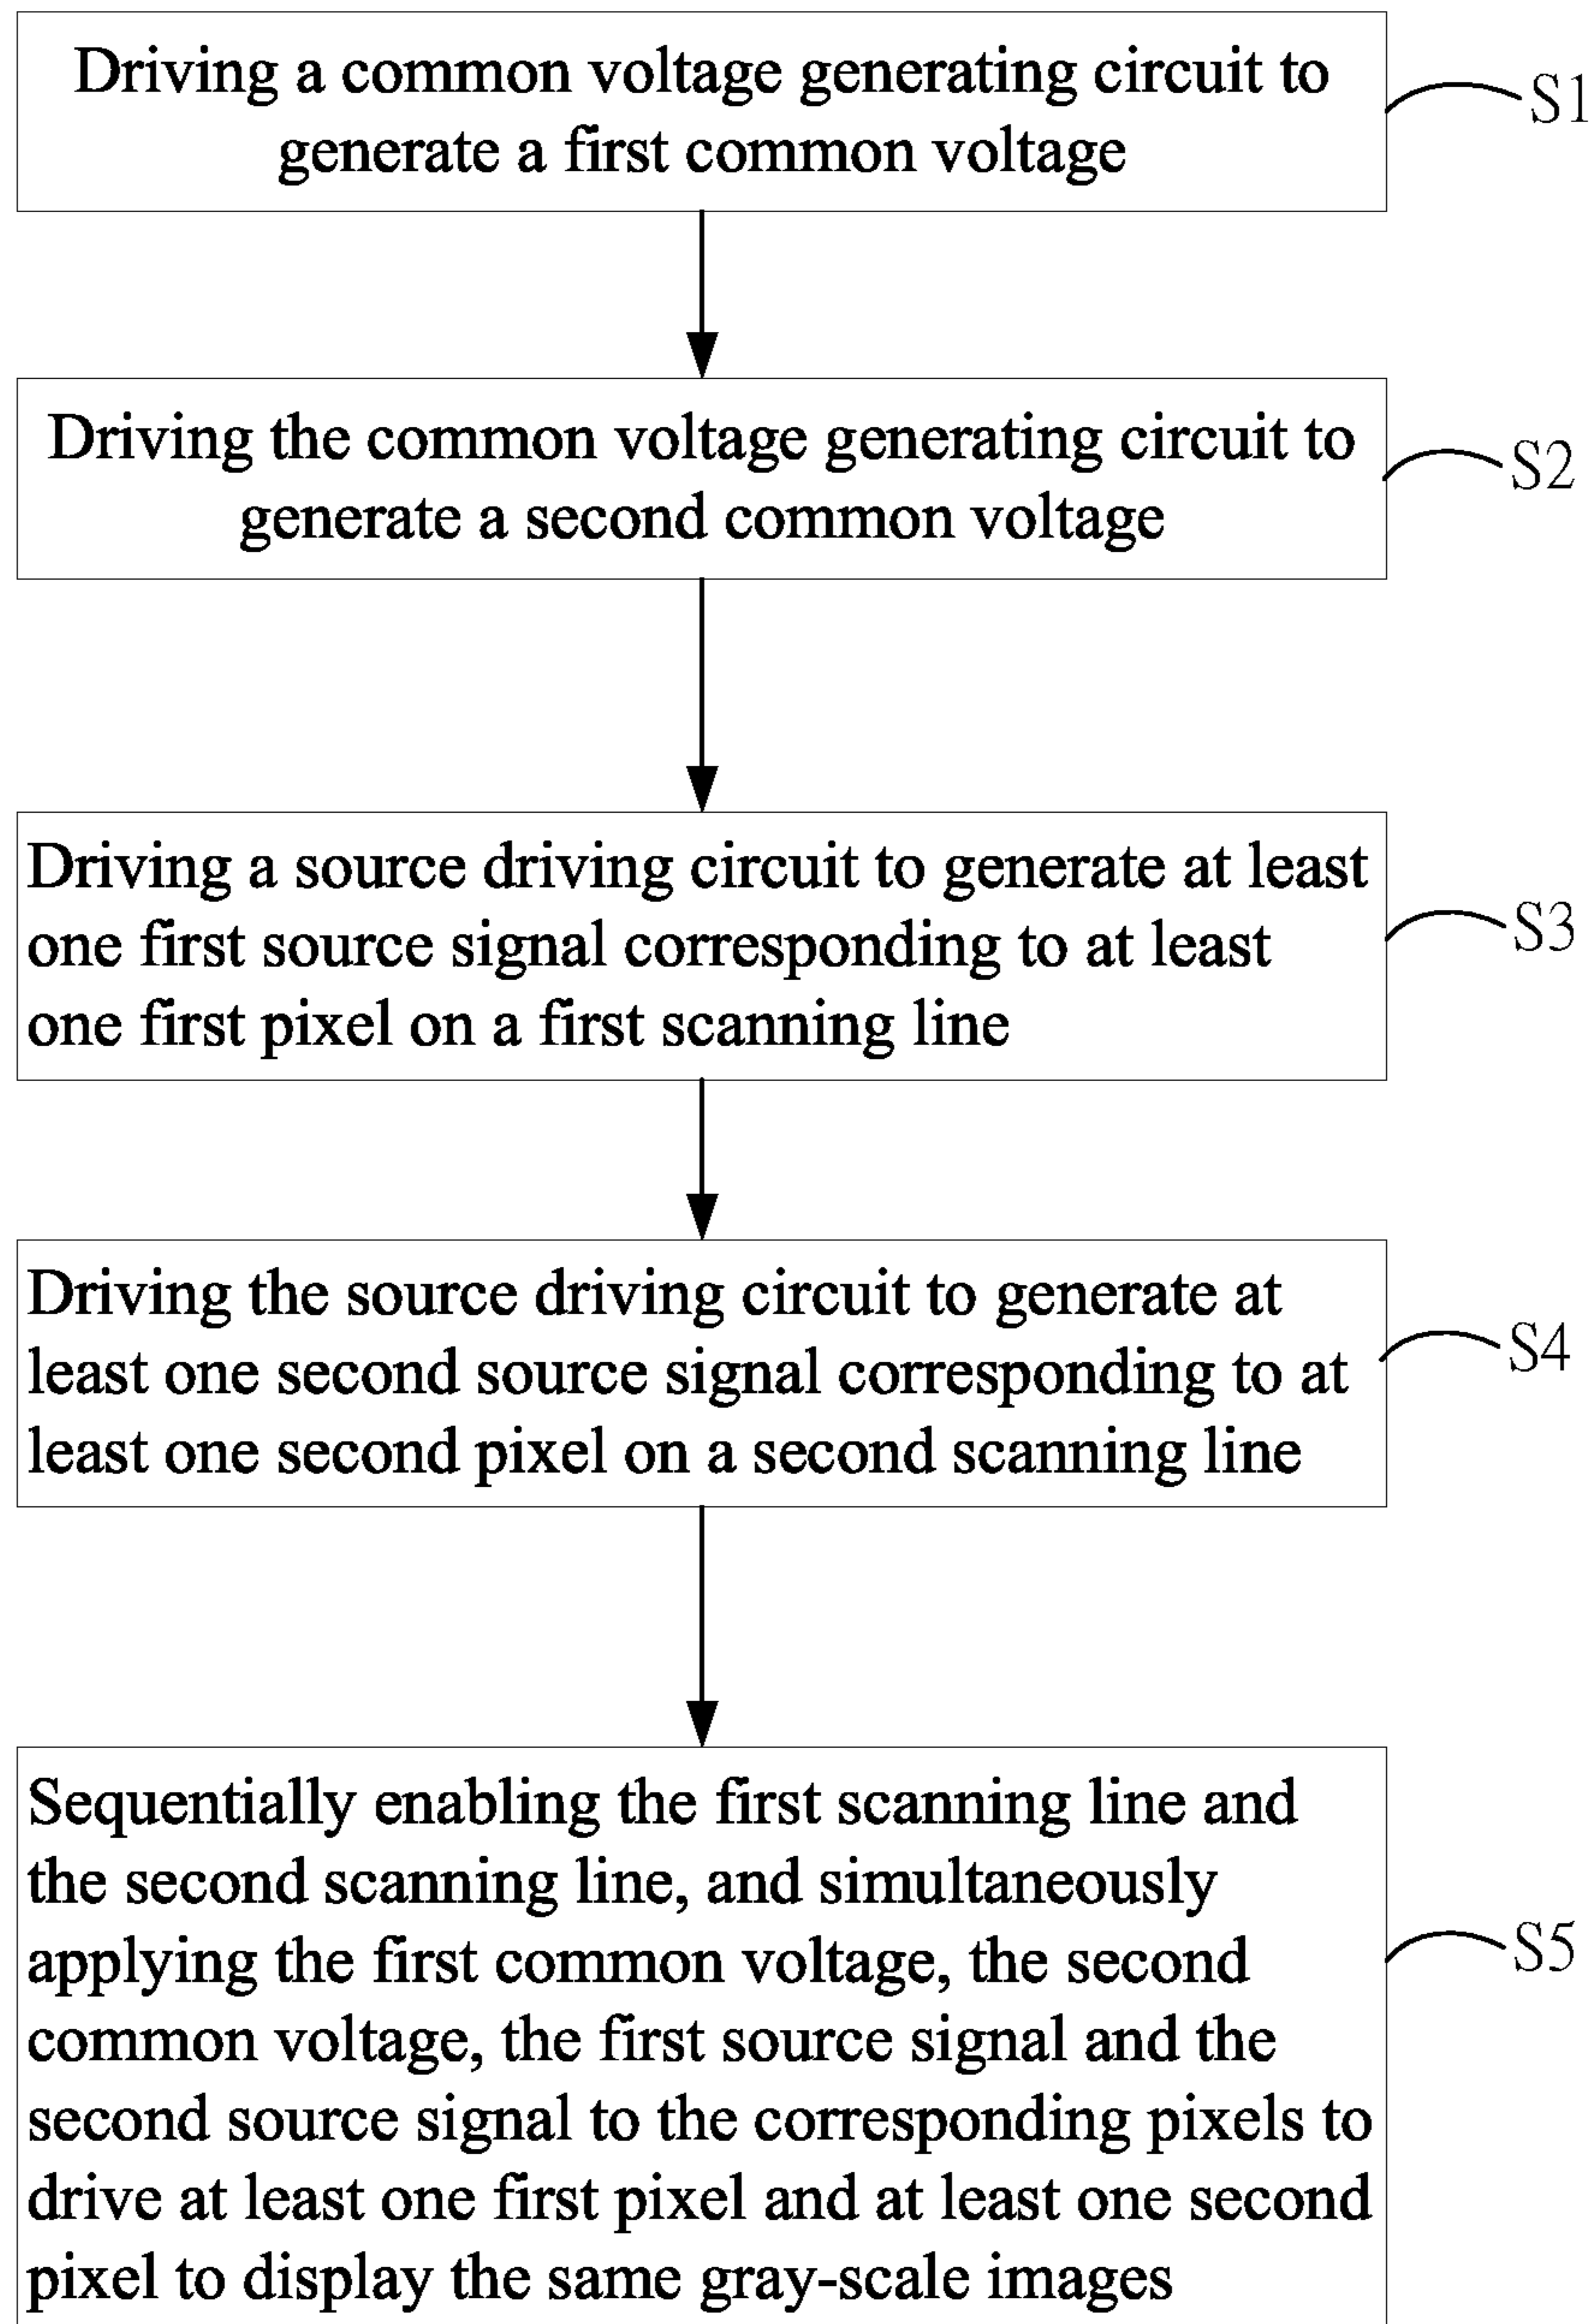 Driving a common voltage generating circuit to
generate a first common voltage
S1
Driving the common voltage generating circuit to
generate a second common voltage
S2
Driving a source driving circuit to generate at least
one first source signal corresponding to at least
one first pixel on a first scanning line
S3
Driving the source driving circuit to generate at
least one second source signal corresponding to at
least one second pixel on a second scanning line
S4
Sequentially enabling the first scanning line and
the second scanning line, and simultaneously
applying the first common voltage, the second
common voltage, the first source signal and the
second source signal to the corresponding pixels to
drive at least one first pixel and at least one second
pixel to display the same gray-scale images
S5